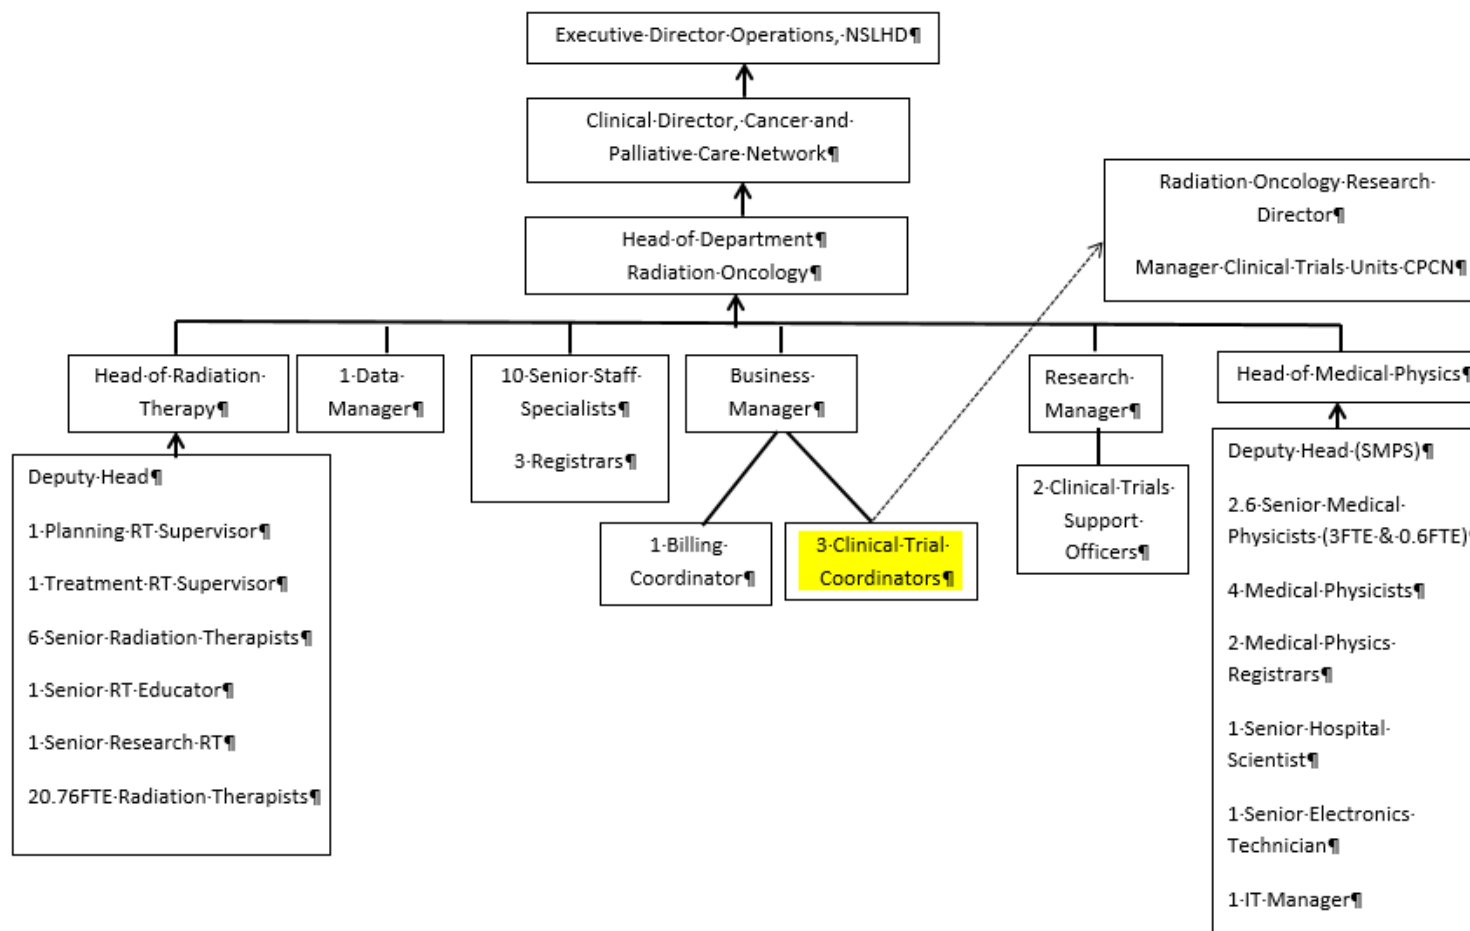 Executive·Director·Operations,·NSLHD¶
Clinical·Director,·Cancer·and·
Palliative·Care·Network¶
Radiation·Oncology·Research·
Director¶
Manager·Clinical·Trials·Units·CPCN¶
Head·of·Department¶
Radiation·Oncology¶
Head·of·Radiation·
Therapy¶
1·Data·
Manager¶
10·Senior·Staff·
Specialists¶
3·Registrars¶
Business·
Manager¶
Research·
Manager¶
Head·of·Medical·Physics¶
Deputy·Head¶
1·Planning·RT·Supervisor¶
1·Treatment·RT·Supervisor¶
6·Senior·Radiation·Therapists¶
1·Senior·RT·Educator¶
1·Senior·Research·RT¶
20.76FTE·Radiation·Therapists¶
1·Billing·
Coordinator¶
3·Clinical·Trial·
Coordinators¶
2·Clinical·Trials·
Support·
Officers¶
Deputy·Head·(SMPS)¶
2.6·Senior·Medical·
Physicists·(3FTE·&·0.6FTE)¶
4·Medical·Physicists¶
2·Medical·Physics·
Registrars¶
1·Senior·Hospital·
Scientist¶
1·Senior·Electronics·
Technician¶
1·IT·Manager¶